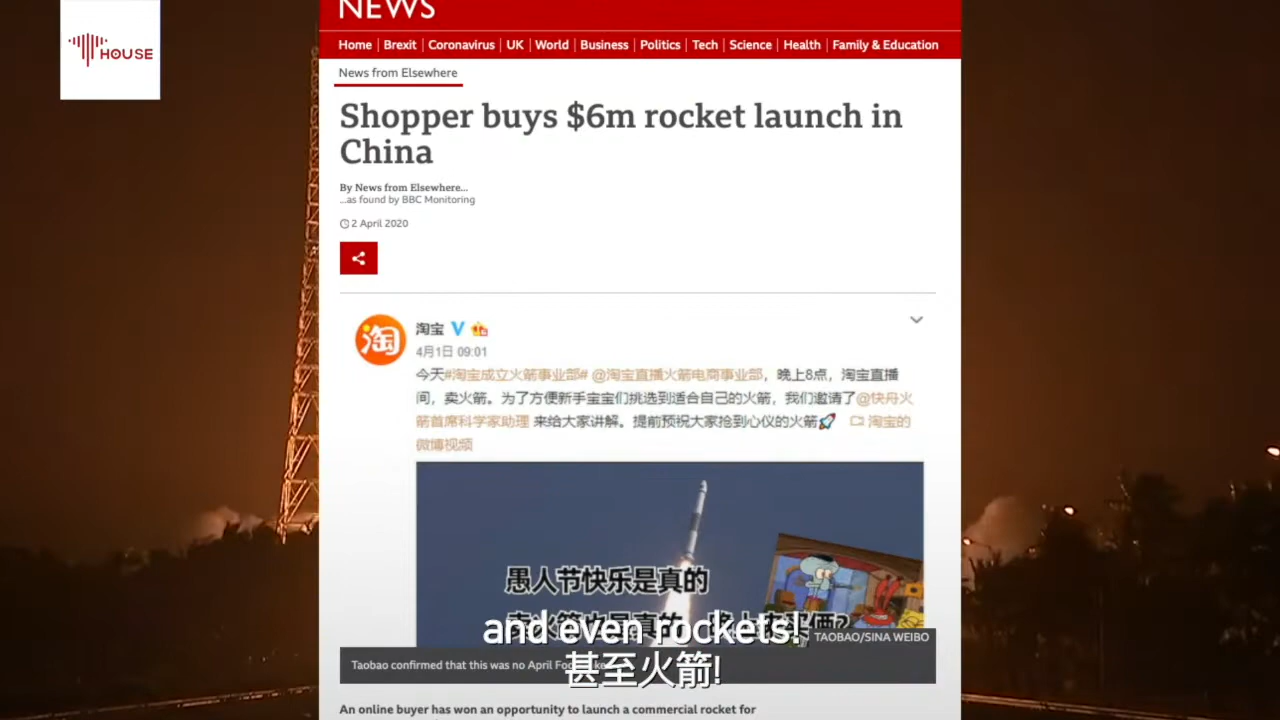 HOUSE
NEWS
Home Brexit Coronavirus UK World Business Politics Tech Science Health Family & Education
News from Elsewhere
Shopper buys $6m rocket launch in
China
By News from Elsewhere...
...as found by BBC Monitoring
2 April 2020
淘宝
4月1日 09:01
今天#淘宝成立火箭事业部# @淘宝直播火箭电商事业部，晚上8点，淘宝直播
间，卖火箭。为了方便新手宝宝们挑选到适合自己的火箭，我们邀请了@快舟火
箭首席科学家助理 来给大家讲解。提前预祝大家抢到心仪的火箭 淘宝的
微博视频
愚人节快乐是真的
and even rockets!
甚至火箭!
TAOBAO/SINA WEIBO
Taobao confirmed that this was no April
An online buyer has won an opportunity to launch a commercial rocket for